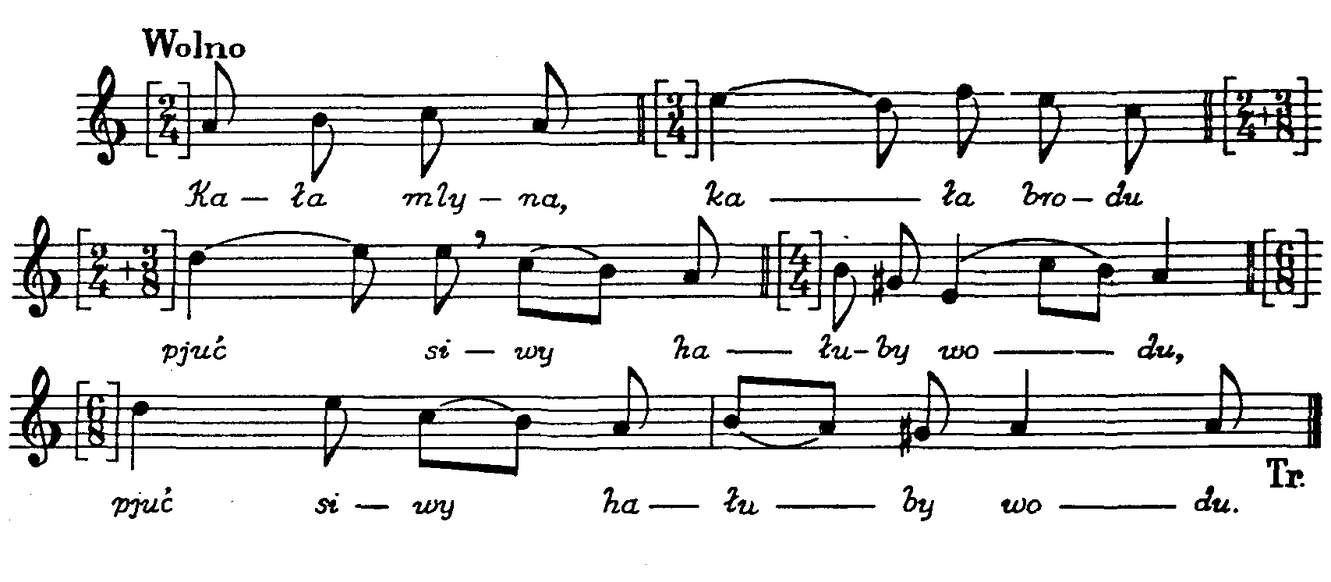 Wolno
Ka — ła mly — na, ka ——— ła bro — du
pjuć si — wy ha — łu — by wo ——— du,
pjuć si — wy ha — łu ——— by wo ——— du.
Tr.